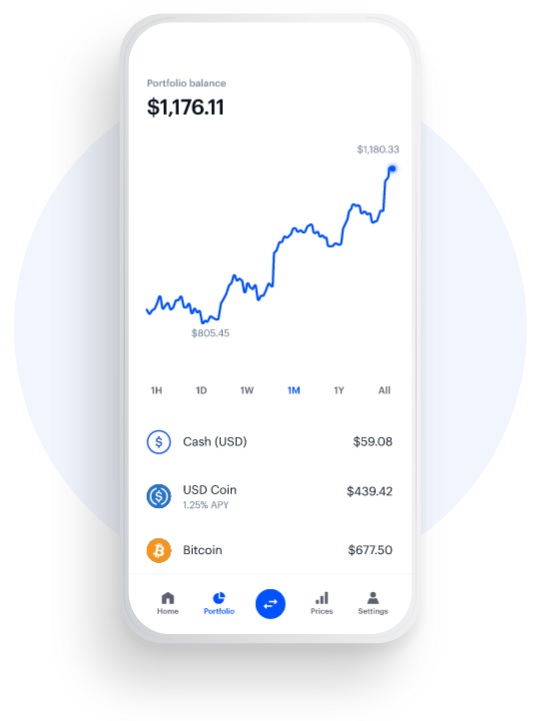 Portfolio balance
$1,176.11
$1,180.33
$805.45
1H 1D 1W 1M 1Y All
Cash (USD) $59.08
USD Coin $439.42
1.25% APY
Bitcoin $677.50
Home Portfolio Prices Settings